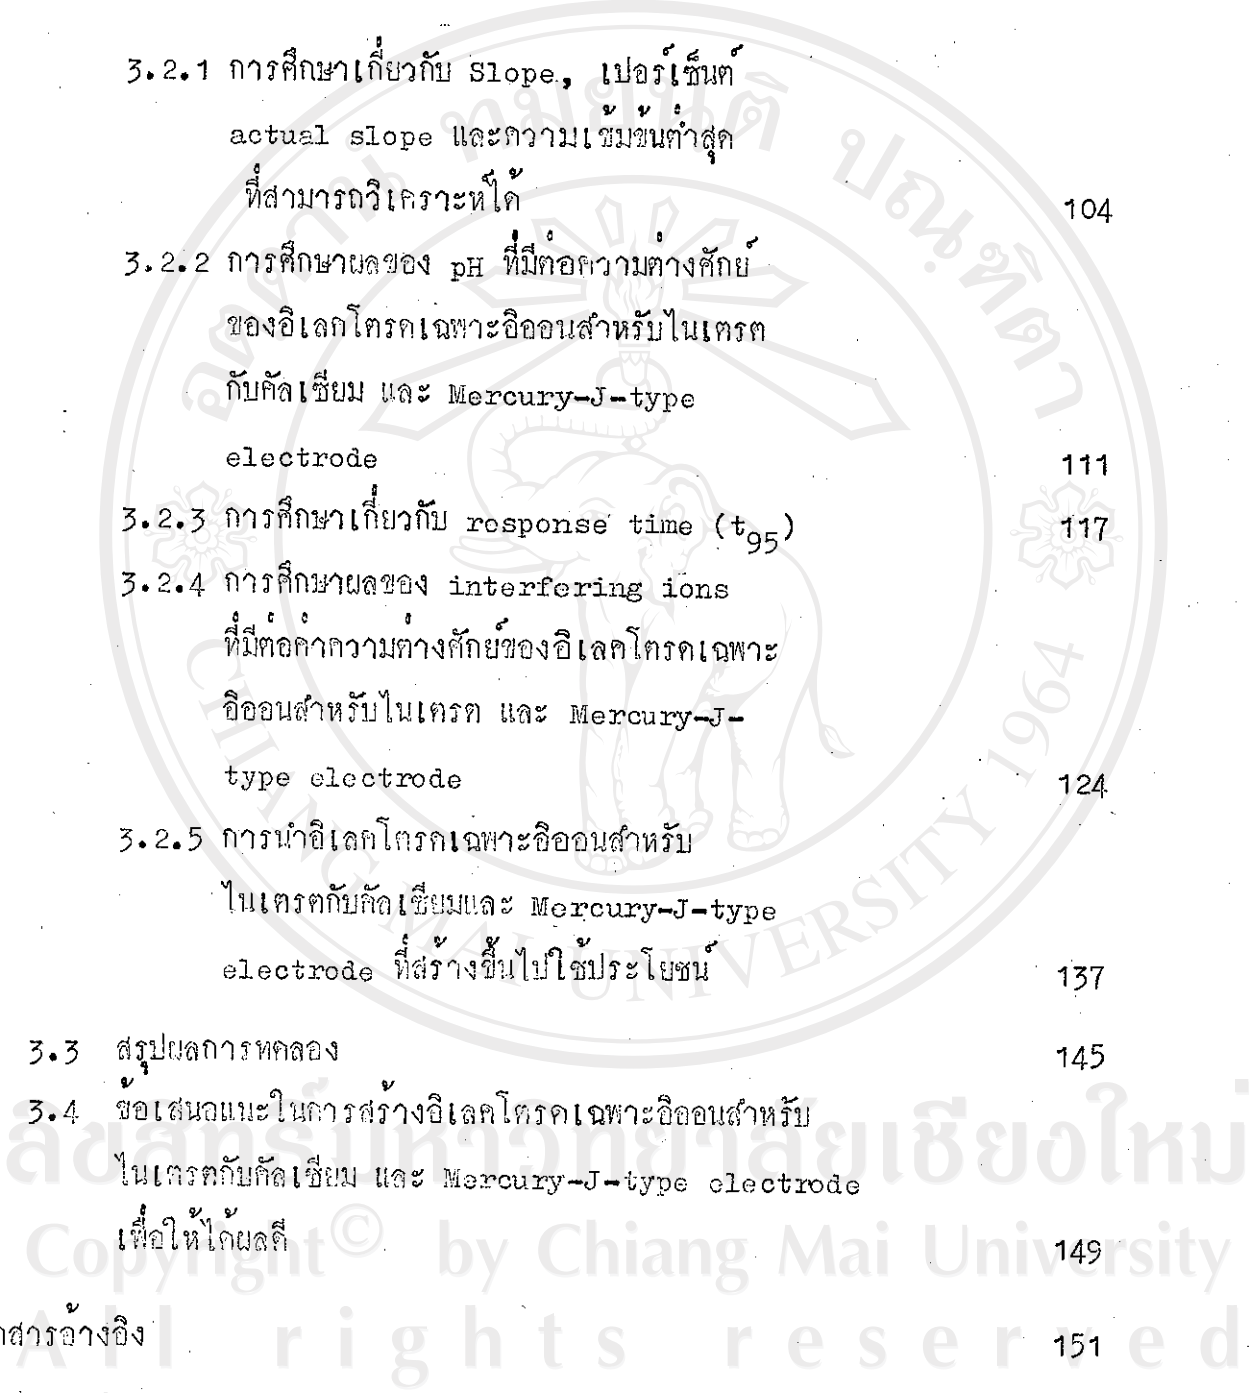 3.2.1 การศึกษาเกี่ยวกับ Slope, เปอร์เซ็นต์
actual slope และความเข้มข้นต่ำสุด
ที่สามารถวิเคราะห์ได้ 104
3.2.2 การศึกษาผลของ pH ที่มีต่อความต่างศักย์
ของอิเลคโตรดเฉพาะอิออนสำหรับไนเตรต
กับคัลเซียม และ Mercury-J-type
electrode 111
3.2.3 การศึกษาเกี่ยวกับ response time (t95) 117
3.2.4 การศึกษาผลของ interfering ions
ที่มีต่อค่าความต่างศักย์ของอิเลคโตรดเฉพาะ
อิออนสำหรับไนเตรต และ Mercury-J-
type electrode 124
3.2.5 การนำอิเลคโตรดเฉพาะอิออนสำหรับ
ไนเตรตกับคัลเซียมและ Mercury-J-type
electrode ที่สร้างขึ้นไปใช้ประโยชน์ 137
3.3 สรุปผลการทดลอง 145
3.4 ข้อเสนอแนะในการสร้างอิเลคโตรดเฉพาะอิออนสำหรับ
ไนเตรตกับคัลเซียม และ Mercury-J-type electrode
เพื่อให้ได้ผลดี 149
กสารอ้างอิง 151
CHIANG MAI UNIVERSITY 1964
ลิขสิทธิ์มหาวิทยาลัยเชียงใหม่
Copyright© by Chiang Mai University
All rights reserved